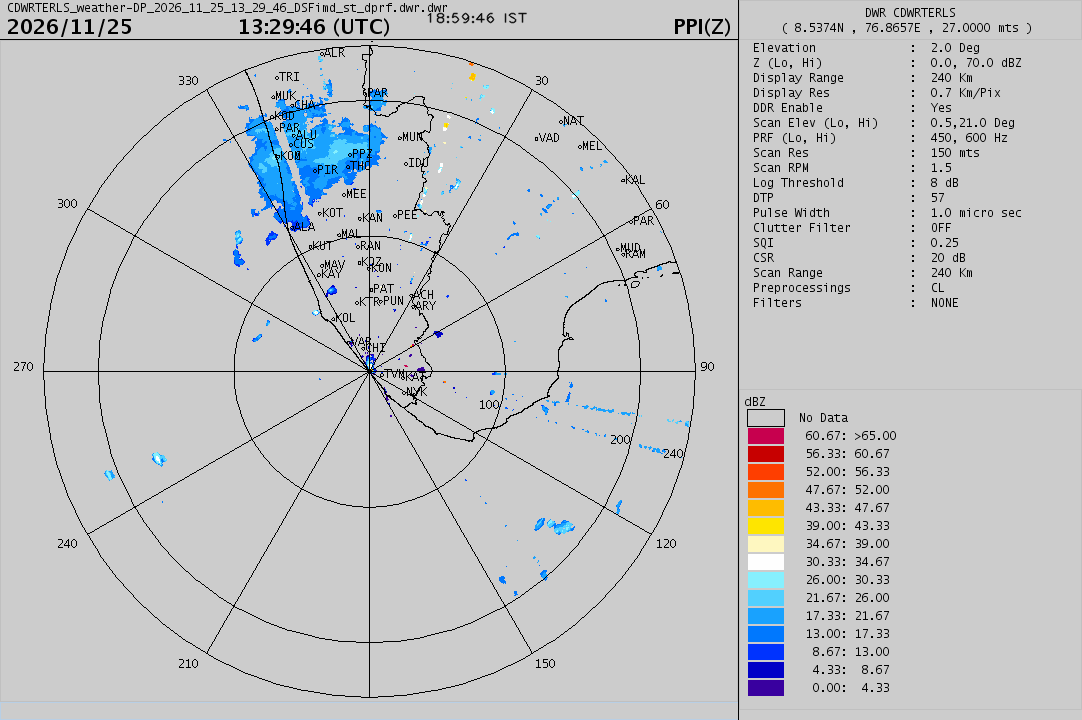 CDWRTERLS_weather-DP_2026_11_25_13_29_46_DSFimd_st_dprf.dwr.dwr
2026/11/25 13:29:46 (UTC) 18:59:46 IST PPI(Z)
DWR CDWRTERLS
( 8.5374N , 76.8657E , 27.0000 mts )
Elevation : 2.0 Deg
Z (Lo, Hi) : 0.0, 70.0 dBZ
Display Range : 240 Km
Display Res : 0.7 Km/Pix
DDR Enable : Yes
Scan Elev (Lo, Hi) : 0.5,21.0 Deg
PRF (Lo, Hi) : 450, 600 Hz
Scan Res : 150 mts
Scan RPM : 1.5
Log Threshold : 8 dB
DTP : 57
Pulse Width : 1.0 micro sec
Clutter Filter : OFF
SQI : 0.25
CSR : 20 dB
Scan Range : 240 Km
Preprocessings : CL
Filters : NONE
ALR
TRI
330
30
MUK
PAR
CHA
KOD
NAT
PAR
ALU
MUN
VAD
CUS
MEL
KOM
PPZ
IDU
THO
PIR
KAL
MEE
300
60
KOT
KAN
PEE
PAR
ALA
MAL
KUT
RAN
MUD
RAM
MAV
KOZ
KON
KAY
PAT
ACH
KTR
PUN
ARY
KOL
VAR
CHI
270
90
TVM
KAT
NYK
100
200
240
240
120
210
150
dBZ
No Data
60.67: >65.00
56.33: 60.67
52.00: 56.33
47.67: 52.00
43.33: 47.67
39.00: 43.33
34.67: 39.00
30.33: 34.67
26.00: 30.33
21.67: 26.00
17.33: 21.67
13.00: 17.33
8.67: 13.00
4.33: 8.67
0.00: 4.33